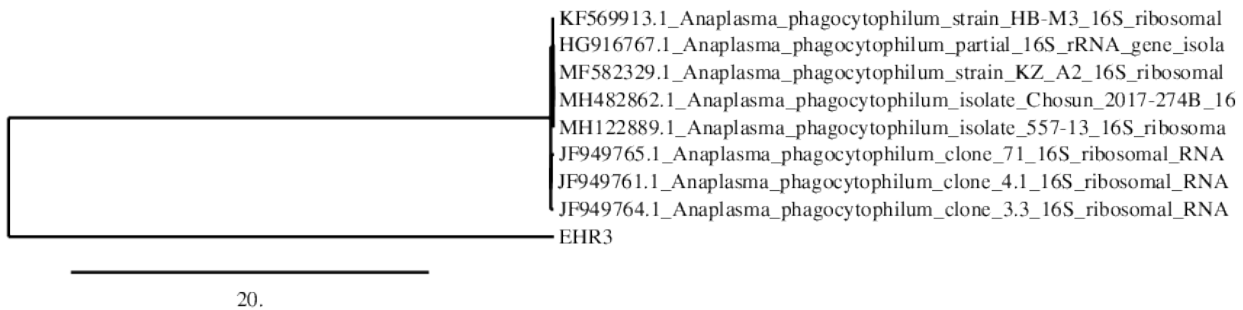 KF569913.1_Anaplasma_phagocytophilum_strain_HB-M3_16S_ribosomal
HG916767.1_Anaplasma_phagocytophilum_partial_16S_rRNA_gene_isola
MF582329.1_Anaplasma_phagocytophilum_strain_KZ_A2_16S_ribosomal
MH482862.1_Anaplasma_phagocytophilum_isolate_Chosun_2017-274B_16
MH122889.1_Anaplasma_phagocytophilum_isolate_557-13_16S_ribosoma
JF949765.1_Anaplasma_phagocytophilum_clone_71_16S_ribosomal_RNA
JF949761.1_Anaplasma_phagocytophilum_clone_4.1_16S_ribosomal_RNA
JF949764.1_Anaplasma_phagocytophilum_clone_3.3_16S_ribosomal_RNA
EHR3
20.